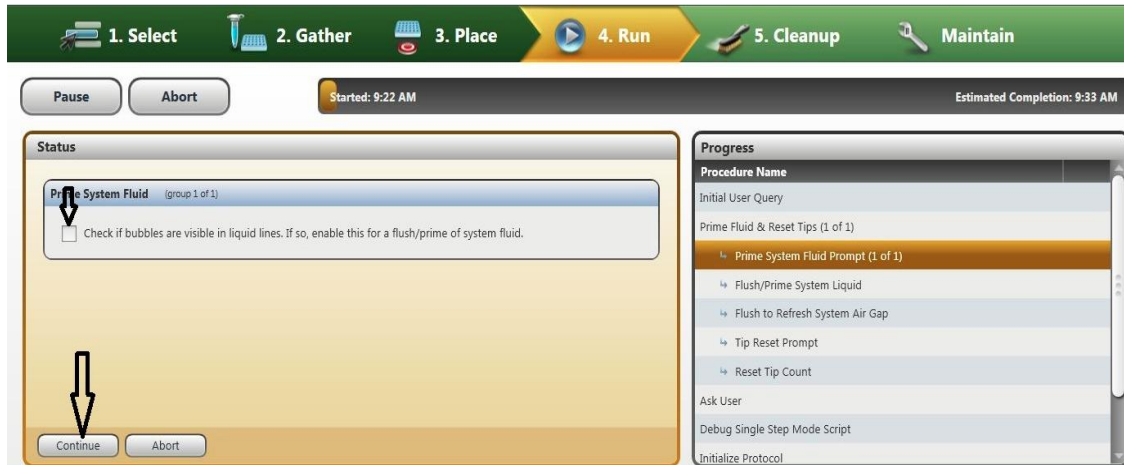 1. Select 2. Gather 3. Place 4. Run 5. Cleanup Maintain
Pause Abort Started: 9:22 AM Estimated Completion: 9:33 AM
Status
Prime System Fluid (group 1 of 1)
Check if bubbles are visible in liquid lines. If so, enable this for a flush/prime of system fluid.
Continue Abort
Progress
Procedure Name
Initial User Query
Prime Fluid & Reset Tips (1 of 1)
Prime System Fluid Prompt (1 of 1)
Flush/Prime System Liquid
Flush to Refresh System Air Gap
Tip Reset Prompt
Reset Tip Count
Ask User
Debug Single Step Mode Script
Initialize Protocol